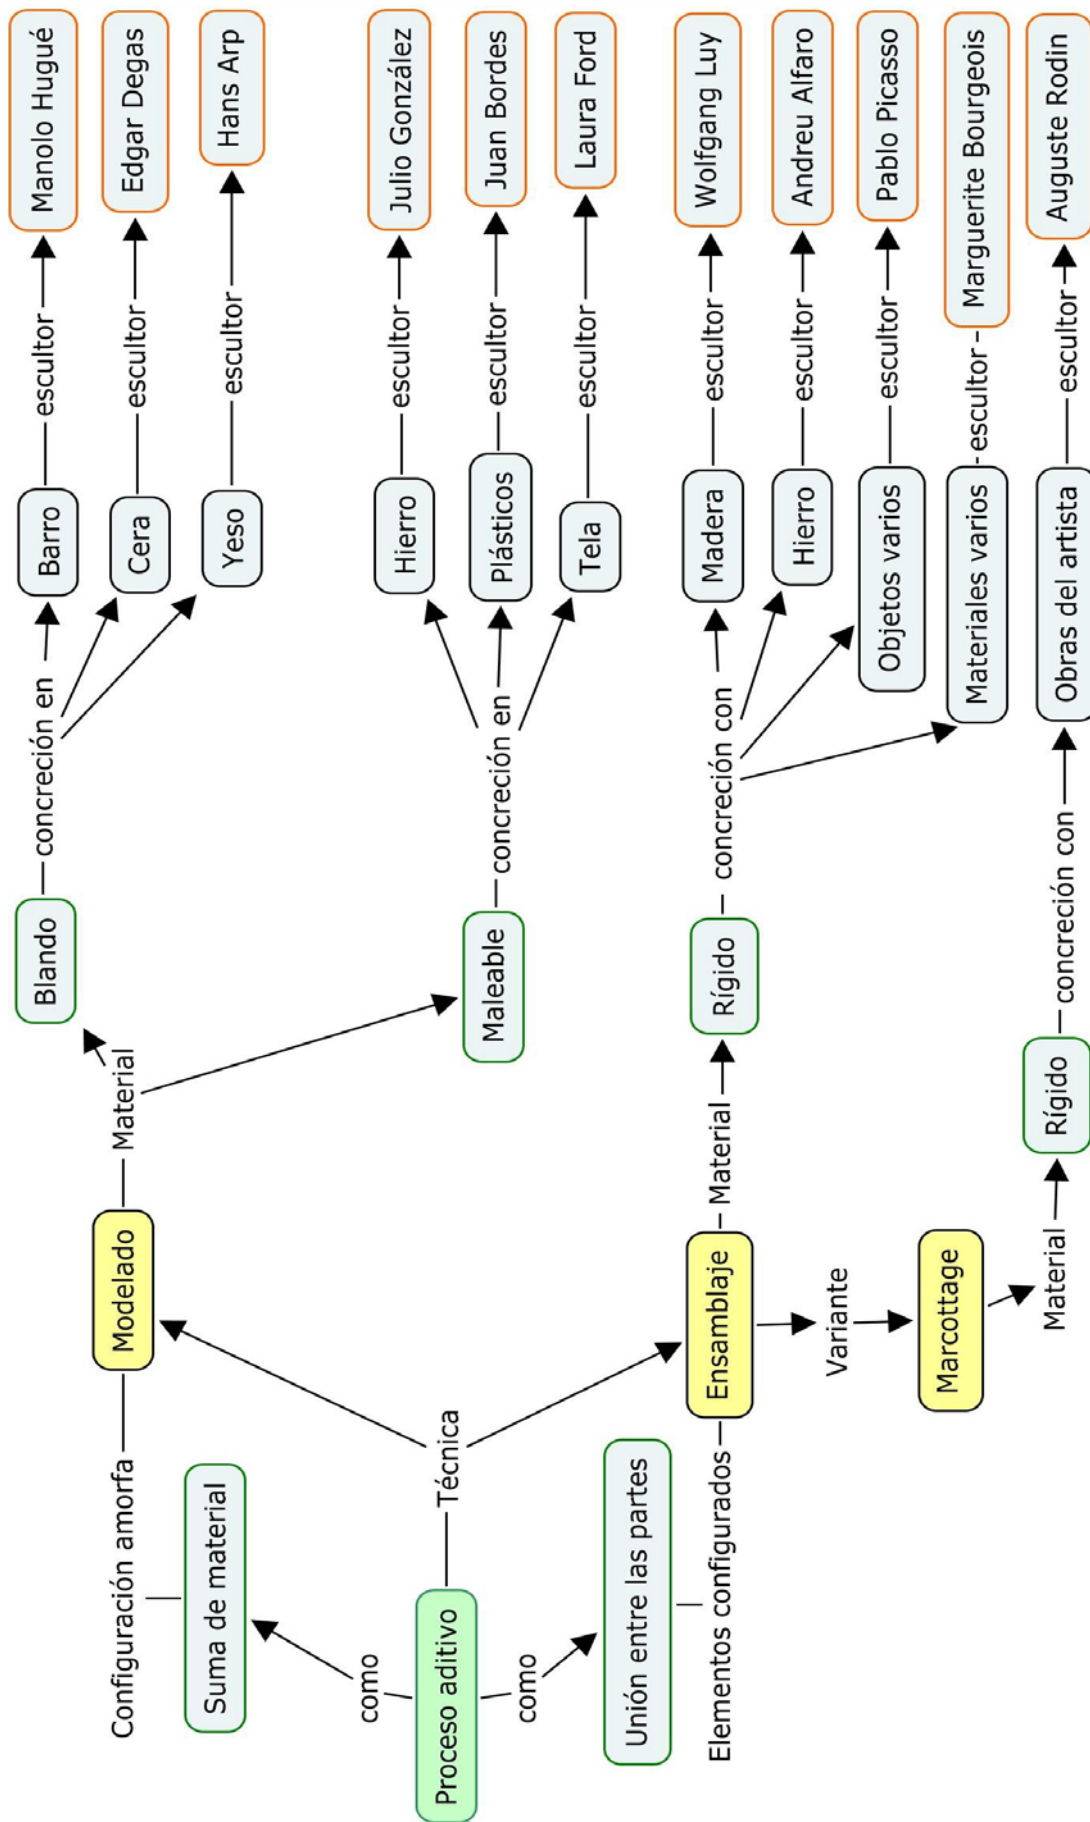 Proceso aditivo
como
Suma de material
Configuración amorfa
como
Unión entre las partes
Elementos configurados
Técnica
Modelado
Material
Blando
concreción en
Barro
escultor
Manolo Hugué
Cera
escultor
Edgar Degas
Yeso
escultor
Hans Arp
Maleable
concreción en
Hierro
escultor
Julio González
Plásticos
escultor
Juan Bordes
Tela
escultor
Laura Ford
Ensamblaje
Material
Rígido
concreción con
Madera
escultor
Wolfgang Luy
Hierro
escultor
Andreu Alfaro
Objetos varios
escultor
Pablo Picasso
Materiales varios
escultor
Marguerite Bourgeois
Variante
Marcottage
Material
Rígido
concreción con
Obras del artista
escultor
Auguste Rodin